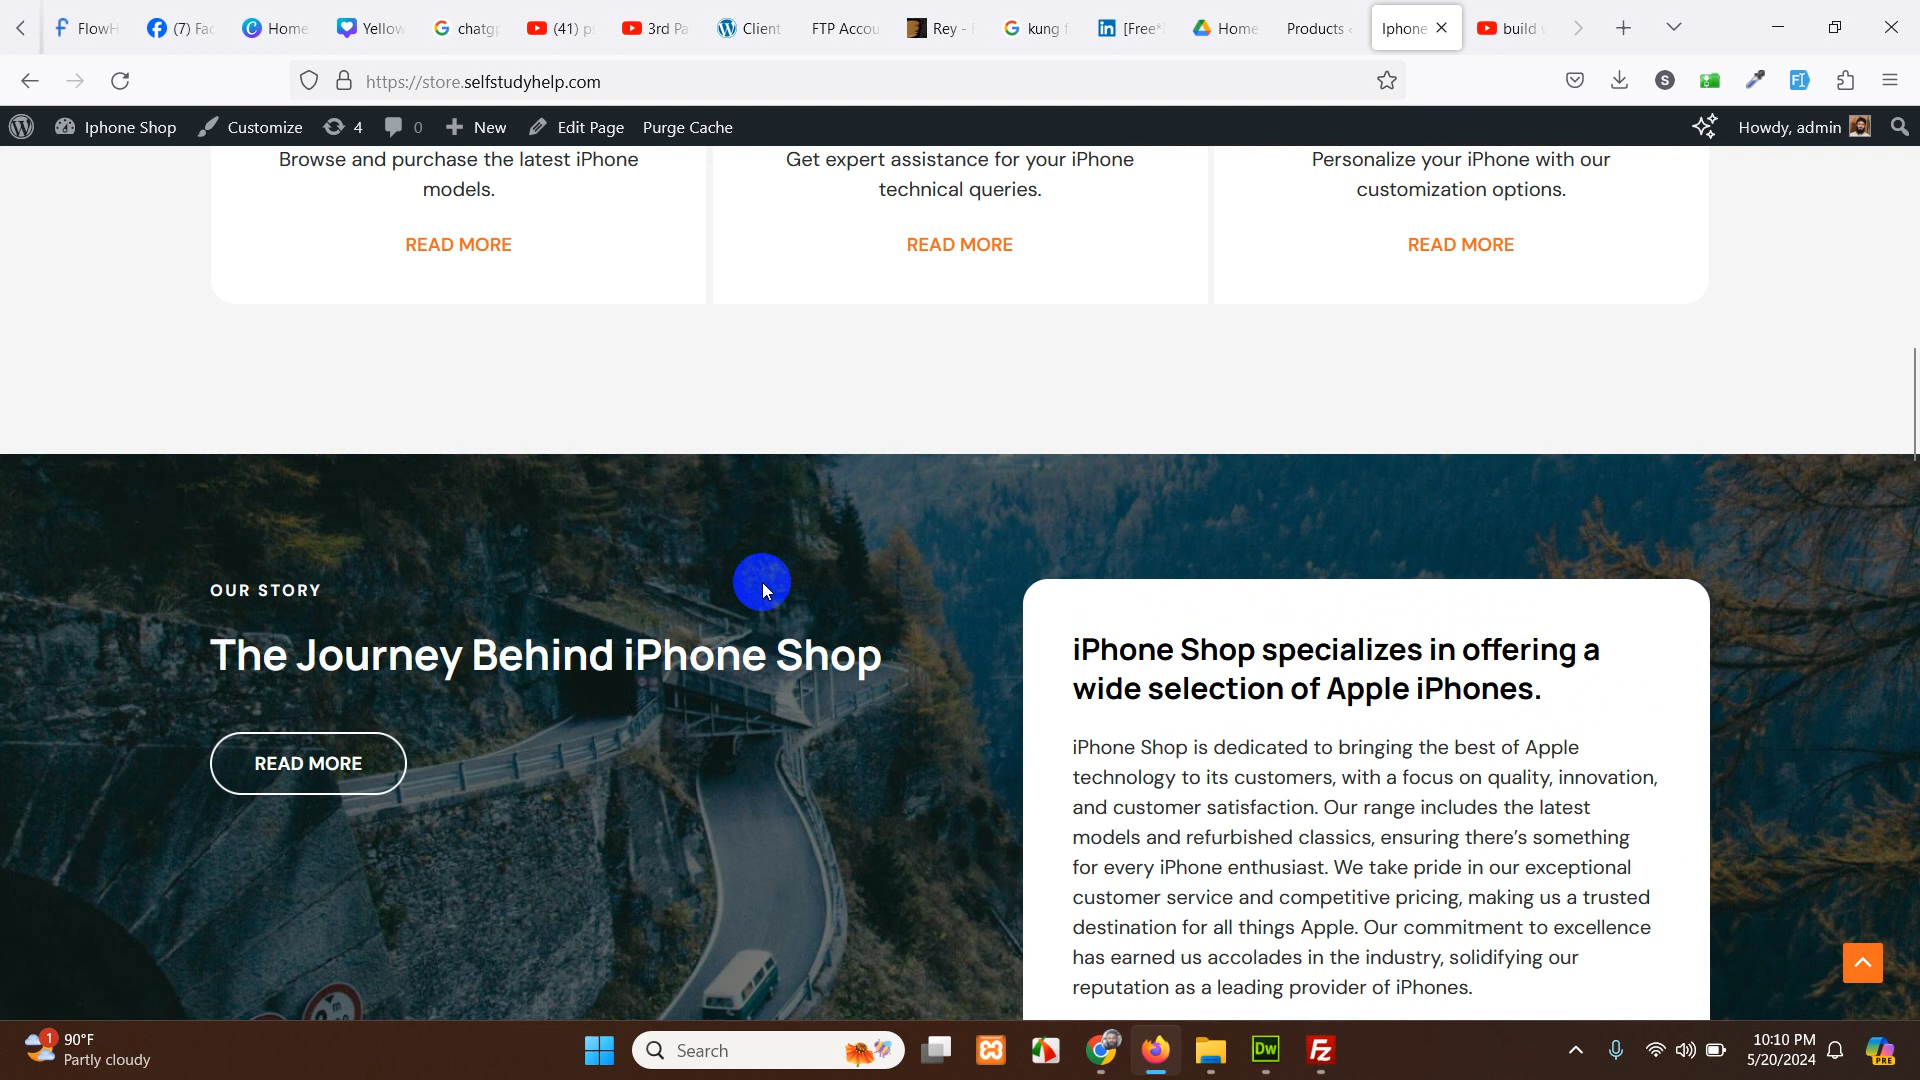 FlowH
(7) Fac
Home
Yellow
chatgp
(41) ps
3rd Pa
Client
FTP Accou
Rey -
kung f
[Free*
Home
Products
Iphone
build
https://store.selfstudyhelp.com
Iphone Shop
Customize
4
0
New
Edit Page
Purge Cache
Howdy, admin
Browse and purchase the latest iPhone
models.
READ MORE
Get expert assistance for your iPhone
technical queries.
READ MORE
Personalize your iPhone with our
customization options.
READ MORE
OUR STORY
The Journey Behind iPhone Shop
READ MORE
iPhone Shop specializes in offering a
wide selection of Apple iPhones.
iPhone Shop is dedicated to bringing the best of Apple
technology to its customers, with a focus on quality, innovation,
and customer satisfaction. Our range includes the latest
models and refurbished classics, ensuring there's something
for every iPhone enthusiast. We take pride in our exceptional
customer service and competitive pricing, making us a trusted
destination for all things Apple. Our commitment to excellence
has earned us accolades in the industry, solidifying our
reputation as a leading provider of iPhones.
1
90°F
Partly cloudy
Search
Dw
Fz
10:10 PM
5/20/2024
PRE